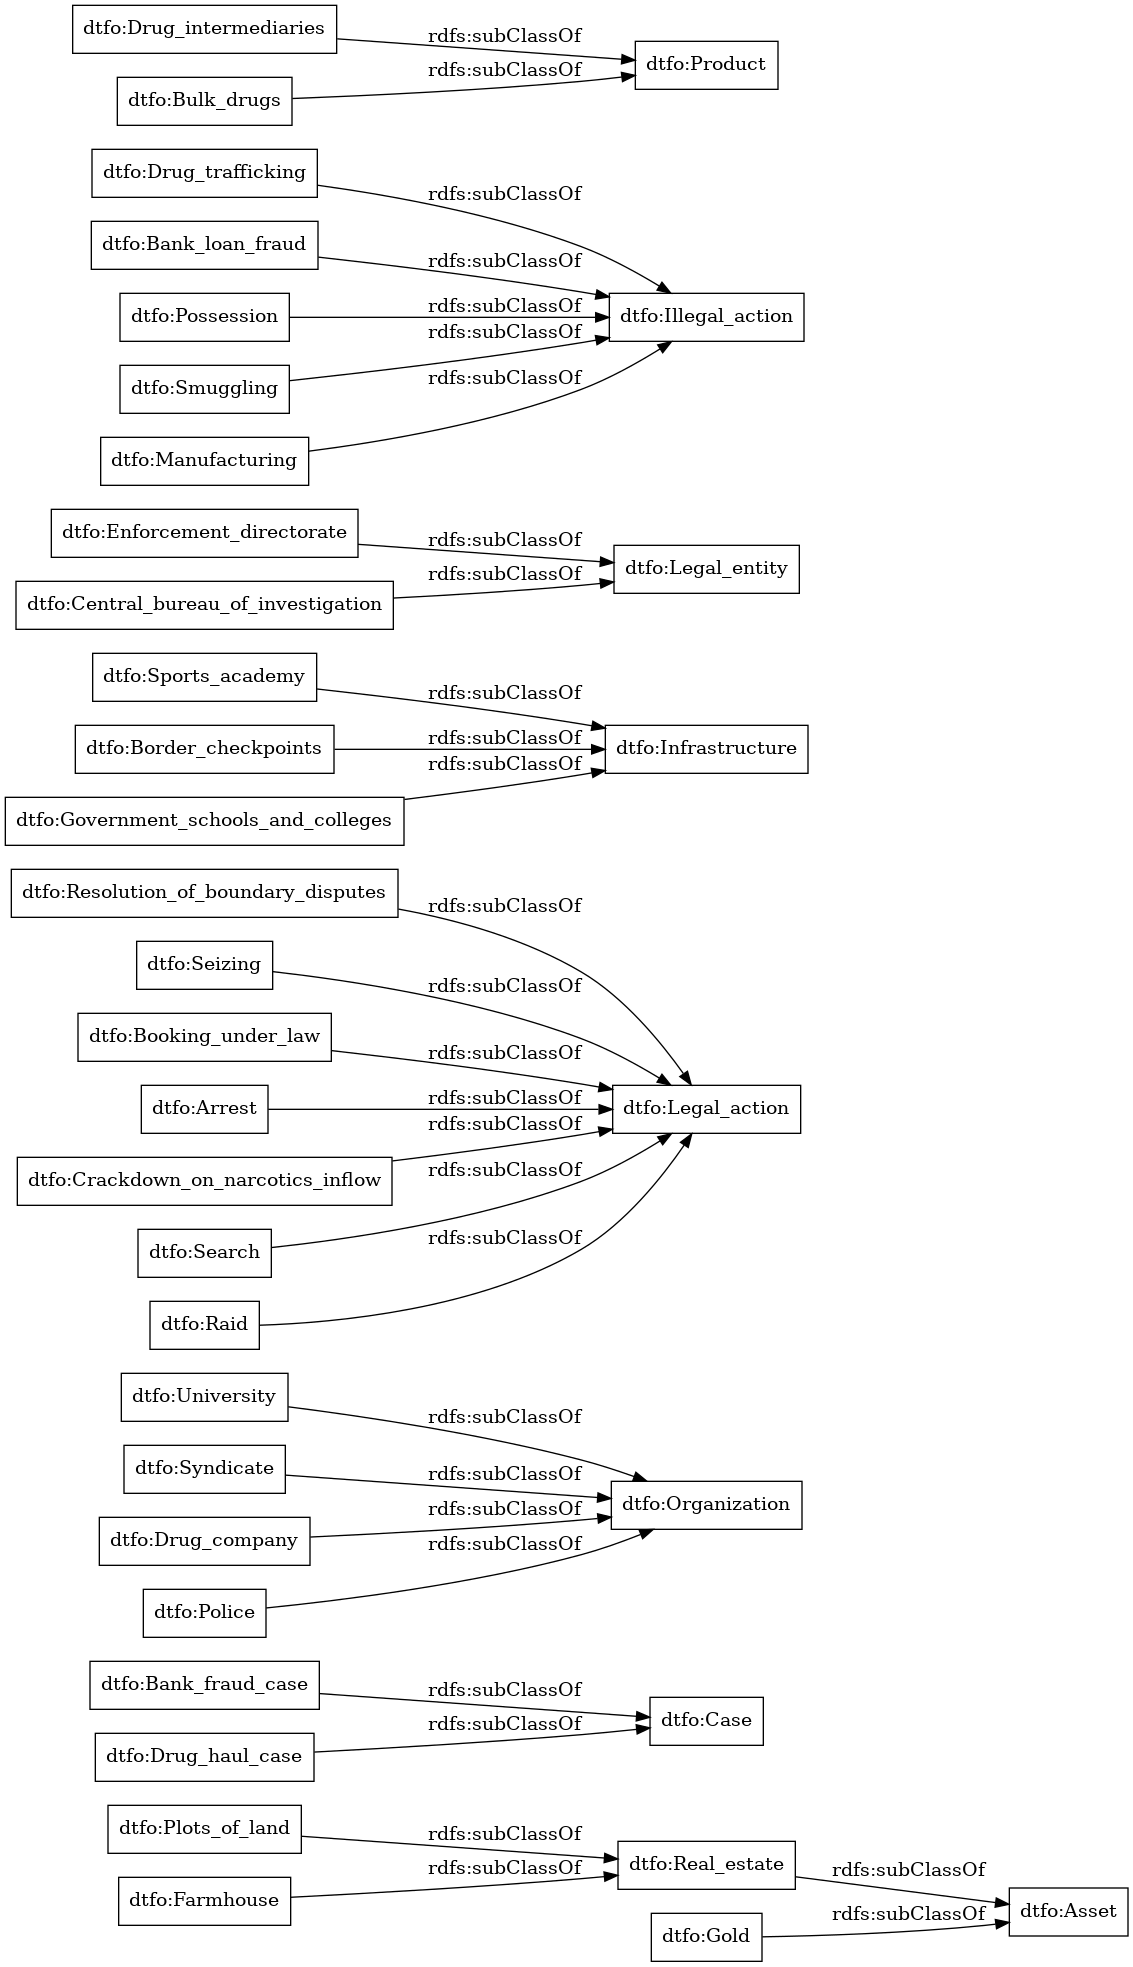 dtfo:Drug_intermediaries
rdfs:subClassOf
dtfo:Product
rdfs:subClassOf
dtfo:Bulk_drugs
dtfo:Drug_trafficking
rdfs:subClassOf
dtfo:Bank_loan_fraud
rdfs:subClassOf
dtfo:Possession
rdfs:subClassOf
dtfo:Illegal_action
rdfs:subClassOf
dtfo:Smuggling
rdfs:subClassOf
dtfo:Manufacturing
dtfo:Enforcement_directorate
rdfs:subClassOf
dtfo:Legal_entity
rdfs:subClassOf
dtfo:Central_bureau_of_investigation
dtfo:Sports_academy
rdfs:subClassOf
dtfo:Border_checkpoints
rdfs:subClassOf
dtfo:Infrastructure
rdfs:subClassOf
dtfo:Government_schools_and_colleges
dtfo:Resolution_of_boundary_disputes
rdfs:subClassOf
dtfo:Seizing
rdfs:subClassOf
dtfo:Booking_under_law
rdfs:subClassOf
dtfo:Arrest
rdfs:subClassOf
dtfo:Legal_action
rdfs:subClassOf
dtfo:Crackdown_on_narcotics_inflow
rdfs:subClassOf
dtfo:Search
rdfs:subClassOf
dtfo:Raid
dtfo:University
rdfs:subClassOf
dtfo:Syndicate
rdfs:subClassOf
dtfo:Organization
rdfs:subClassOf
dtfo:Drug_company
rdfs:subClassOf
dtfo:Police
dtfo:Bank_fraud_case
rdfs:subClassOf
dtfo:Case
rdfs:subClassOf
dtfo:Drug_haul_case
dtfo:Plots_of_land
rdfs:subClassOf
dtfo:Real_estate
rdfs:subClassOf
rdfs:subClassOf
dtfo:Farmhouse
rdfs:subClassOf
dtfo:Asset
dtfo:Gold